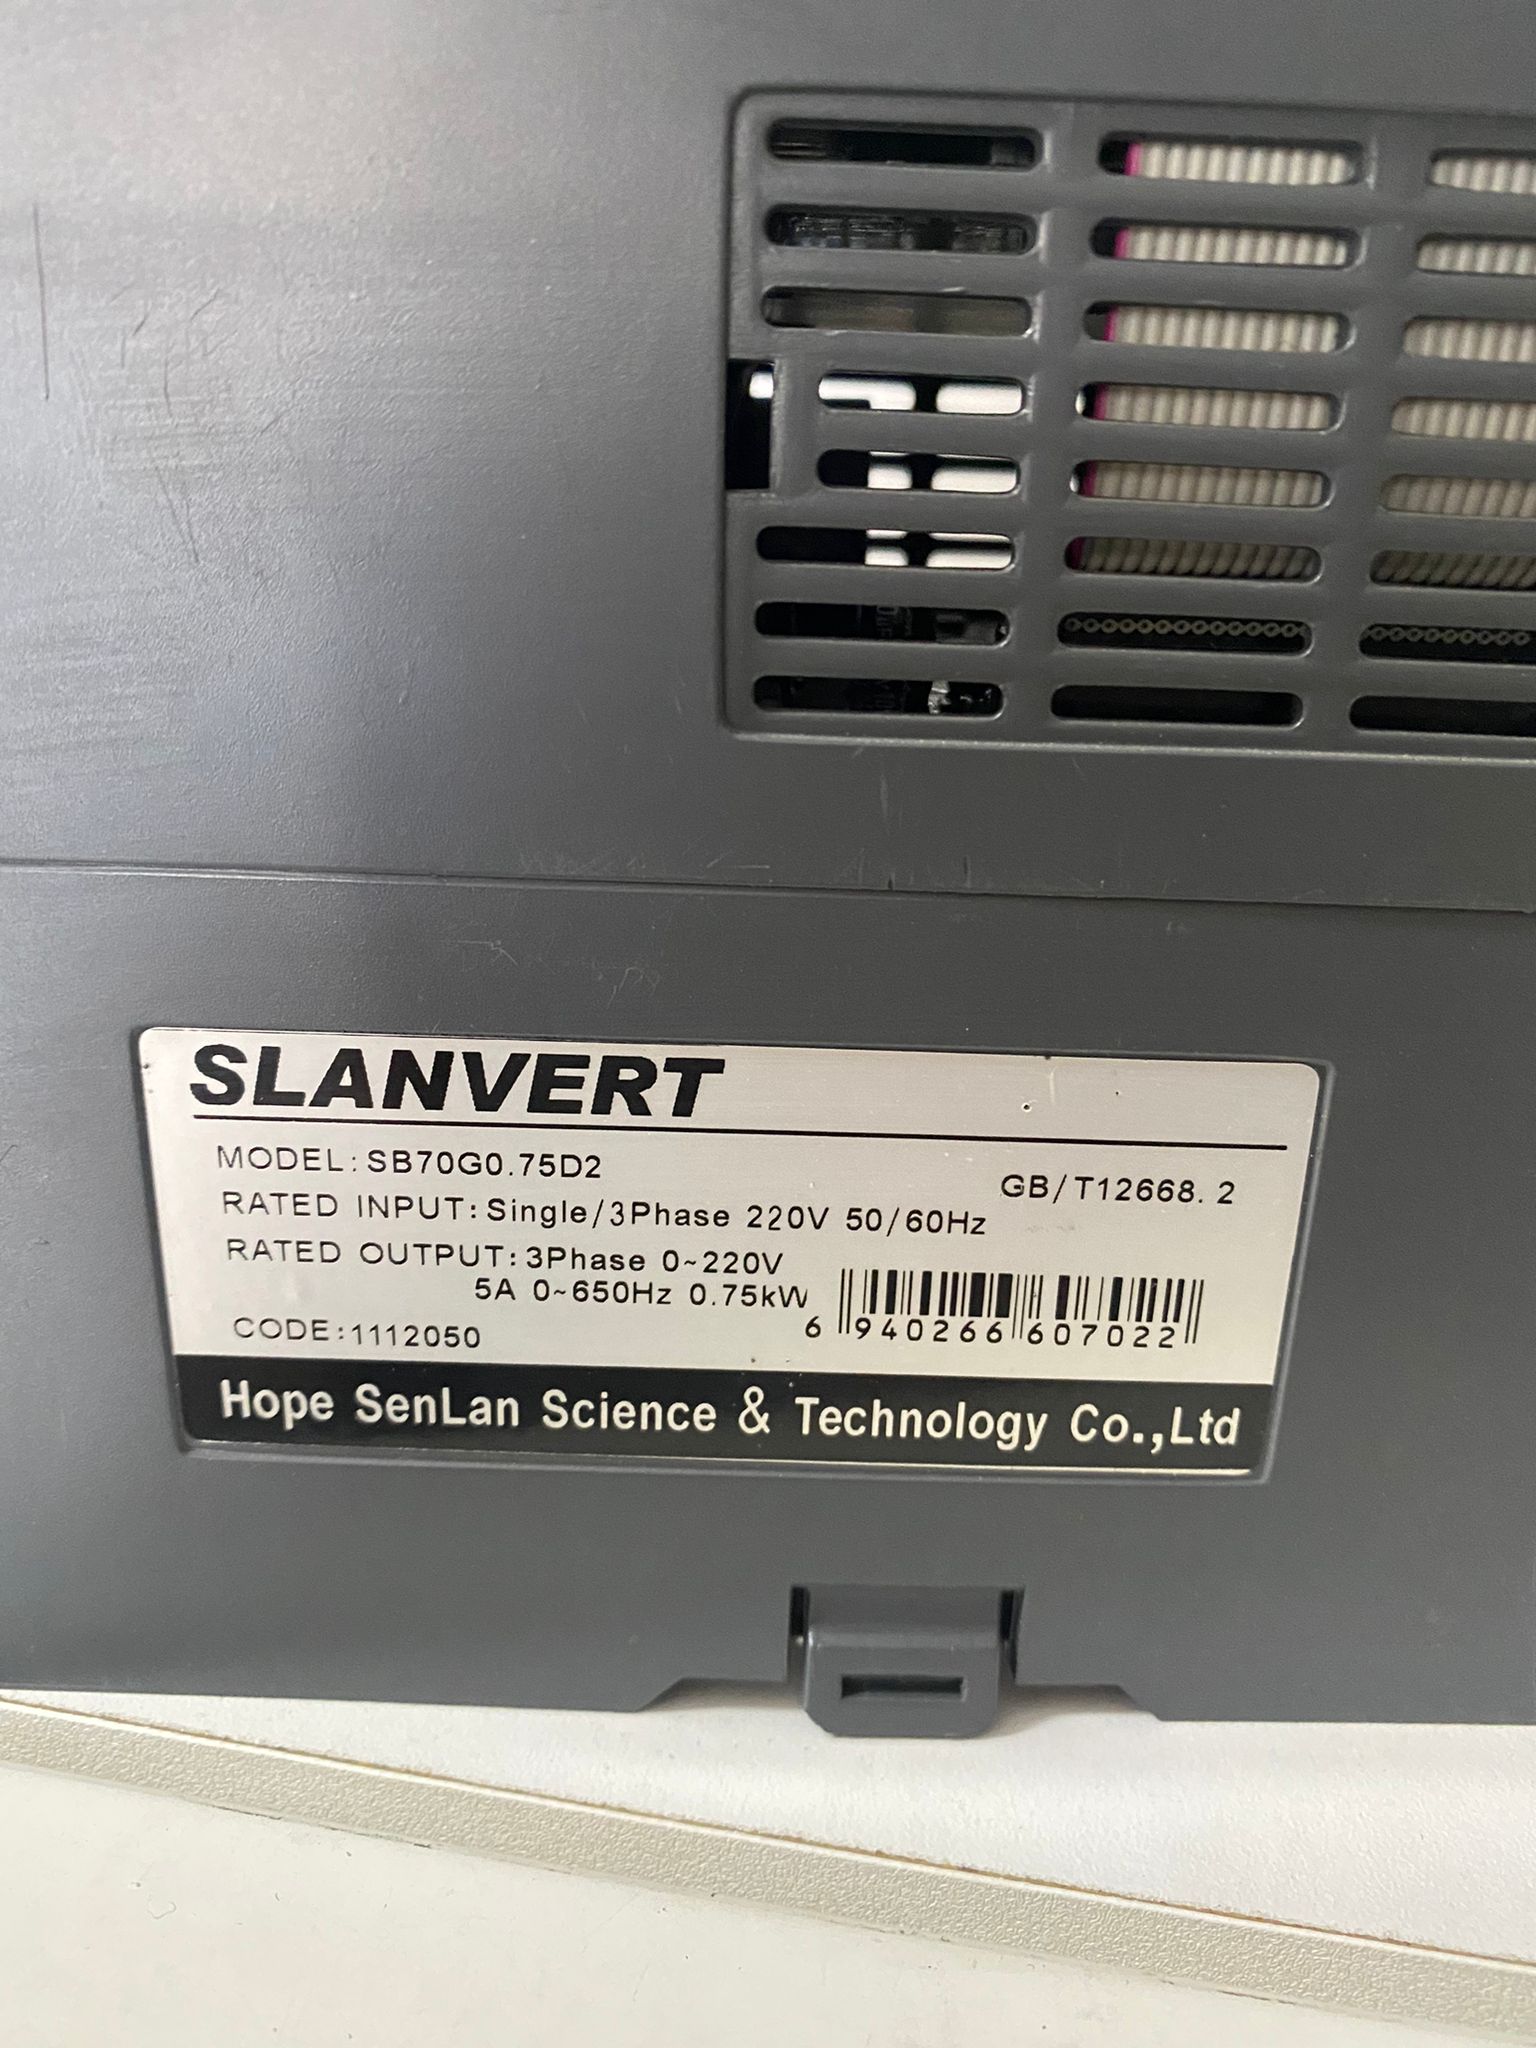 SLANVERT
MODEL: SB70G0.75D2
GB/T12668.2
RATED INPUT: Single/3Phase 220V 50/60Hz
RATED OUTPUT: 3Phase 0~220V
5A 0~650Hz 0.75kW
CODE: 1112050
6 940266 607022
Hope SenLan Science & Technology Co.,Ltd